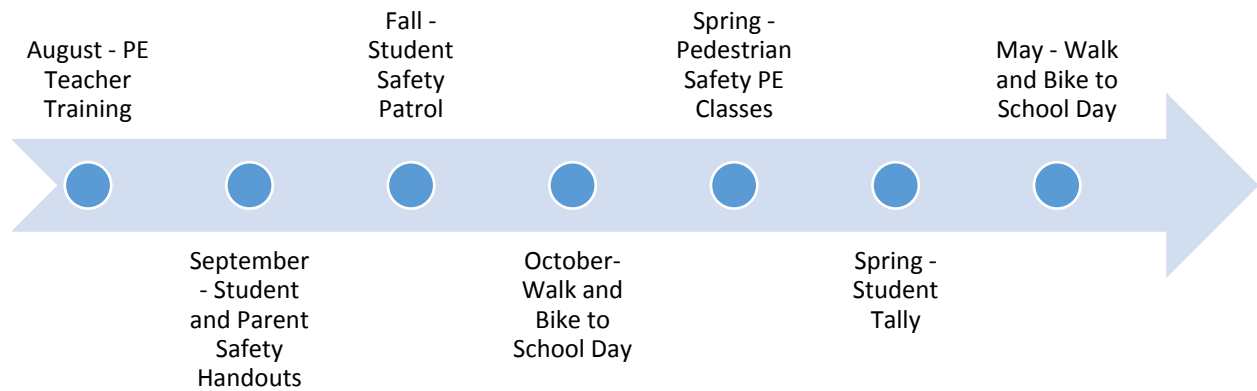 August - PE
Teacher
Training
September
- Student
and Parent
Safety
Handouts
Fall -
Student
Safety
Patrol
October-
Walk and
Bike to
School Day
Spring -
Pedestrian
Safety PE
Classes
Spring -
Student
Tally
May - Walk
and Bike to
School Day